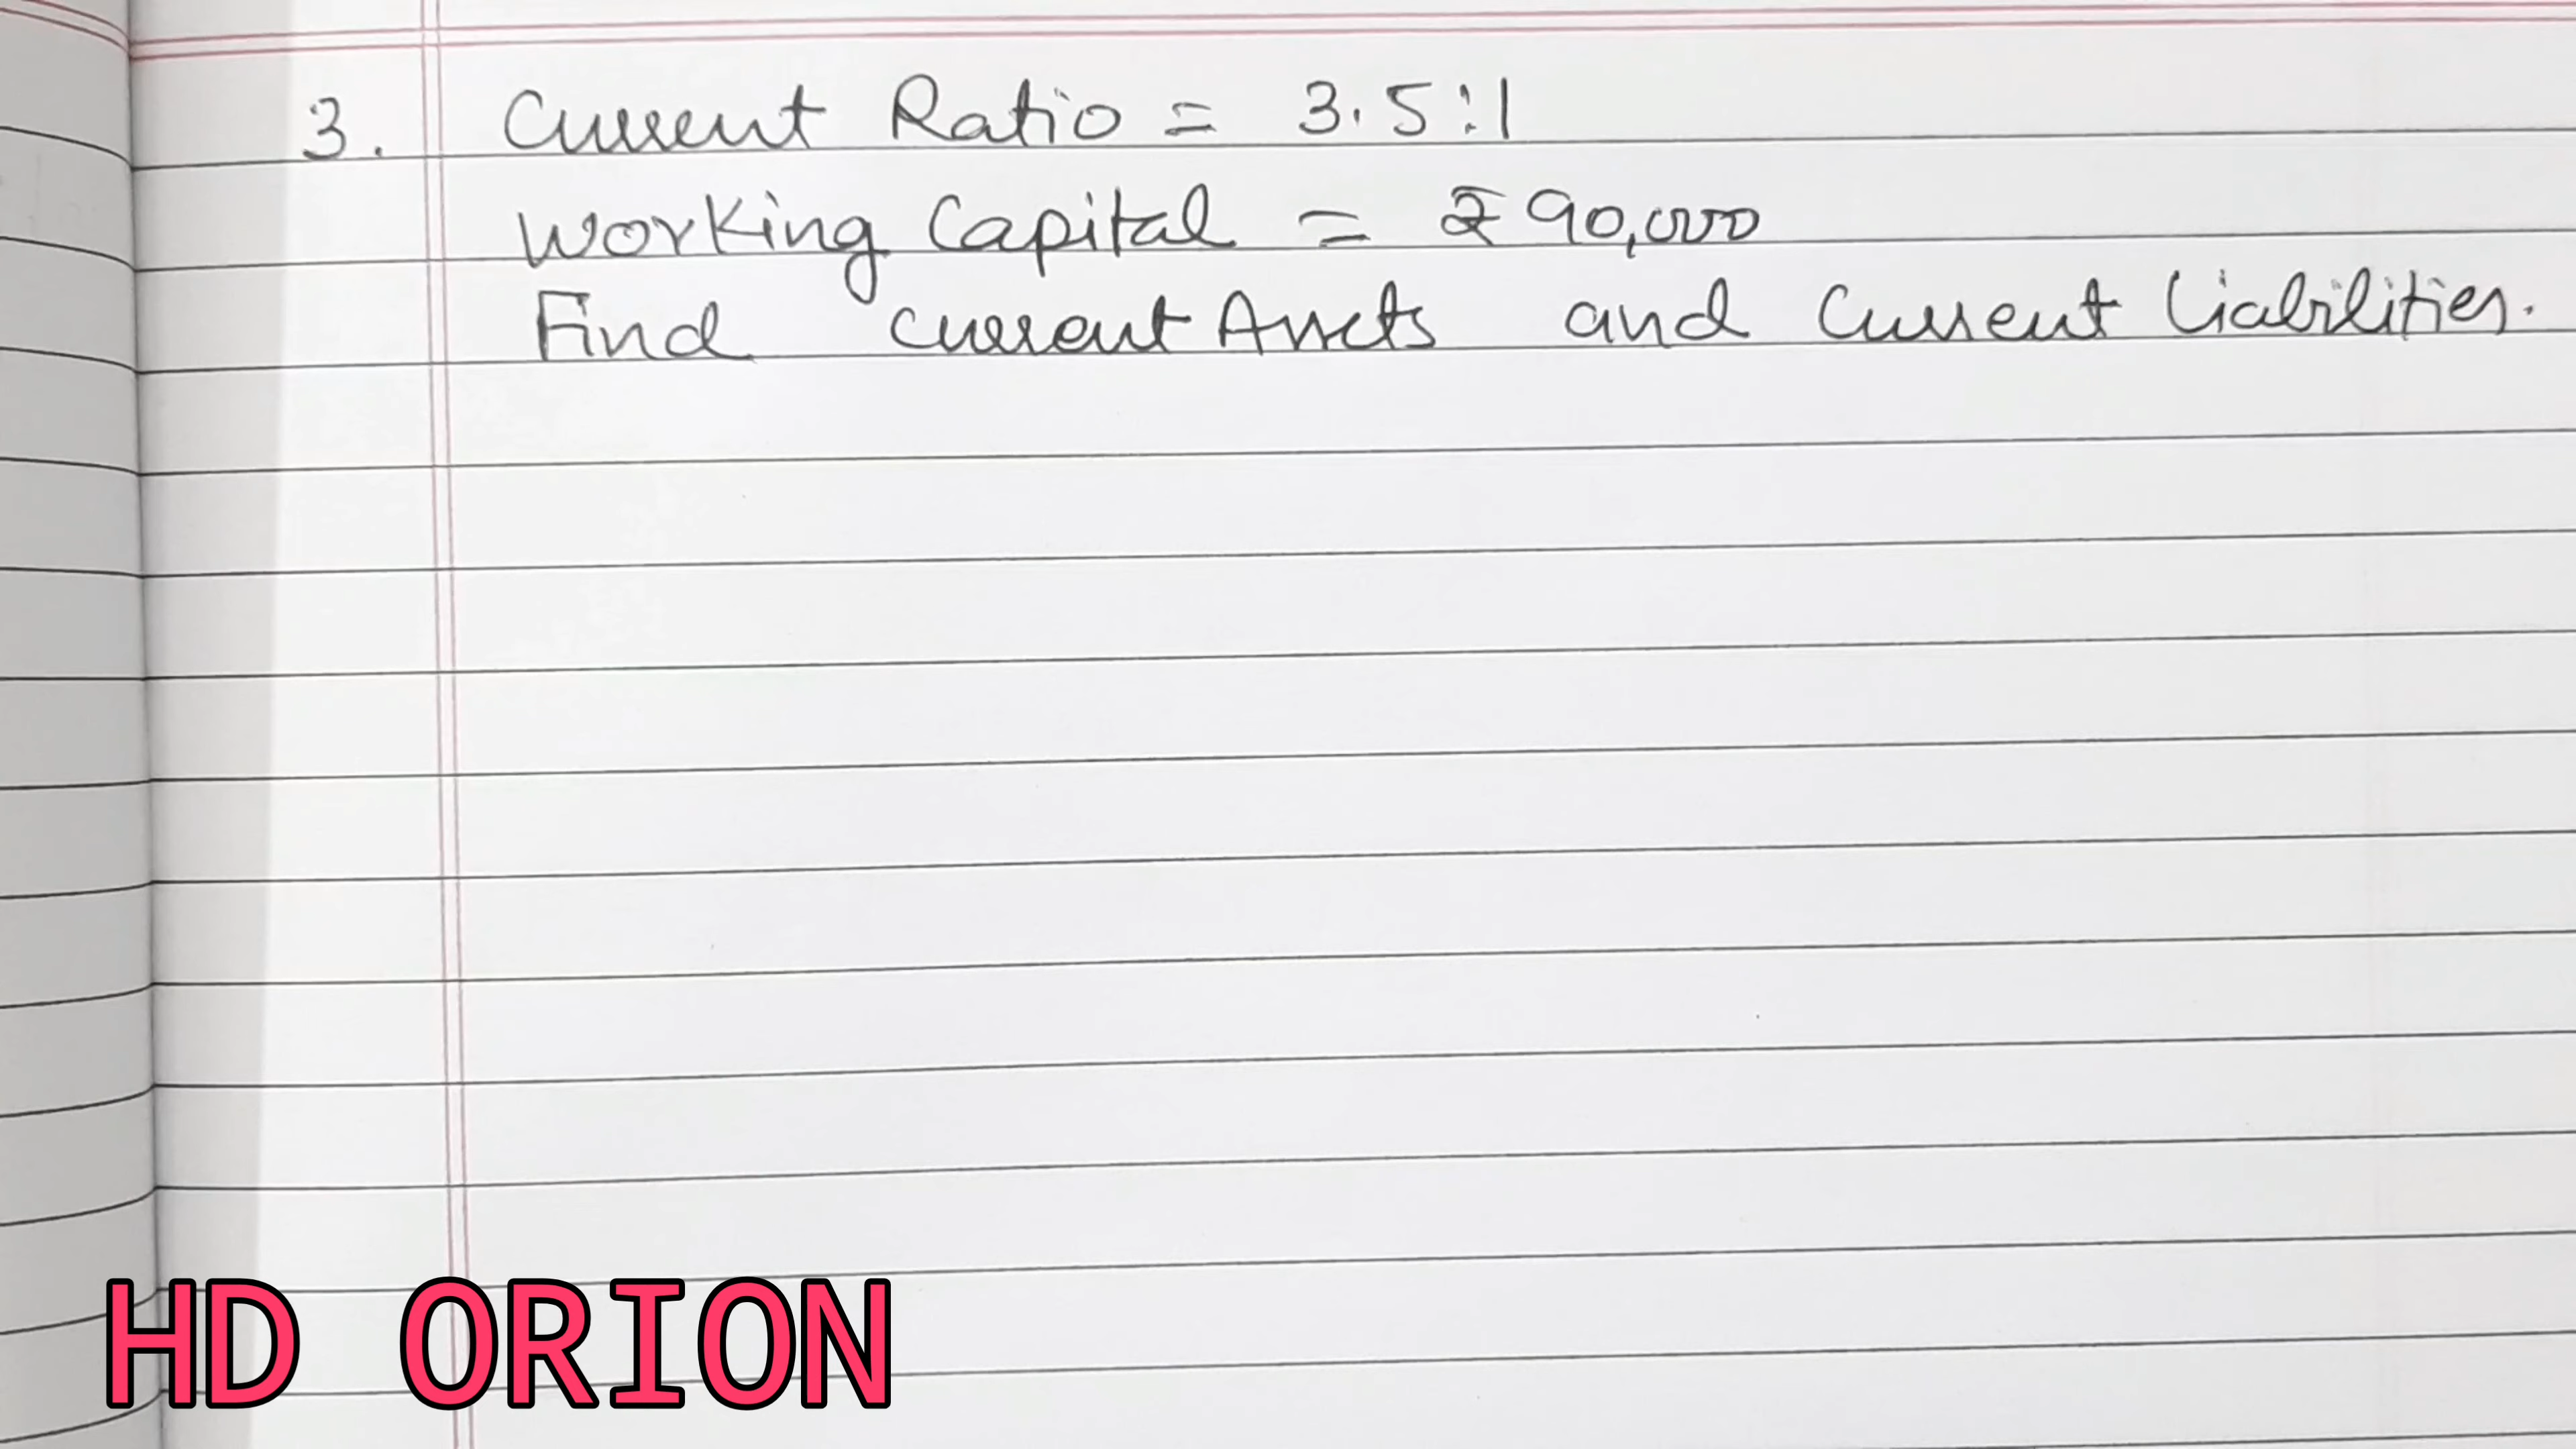 3. Current Ratio = 3.5:1
Working Capital = ₹90,000
Find current Assets and Current Liabilities.
HD ORION